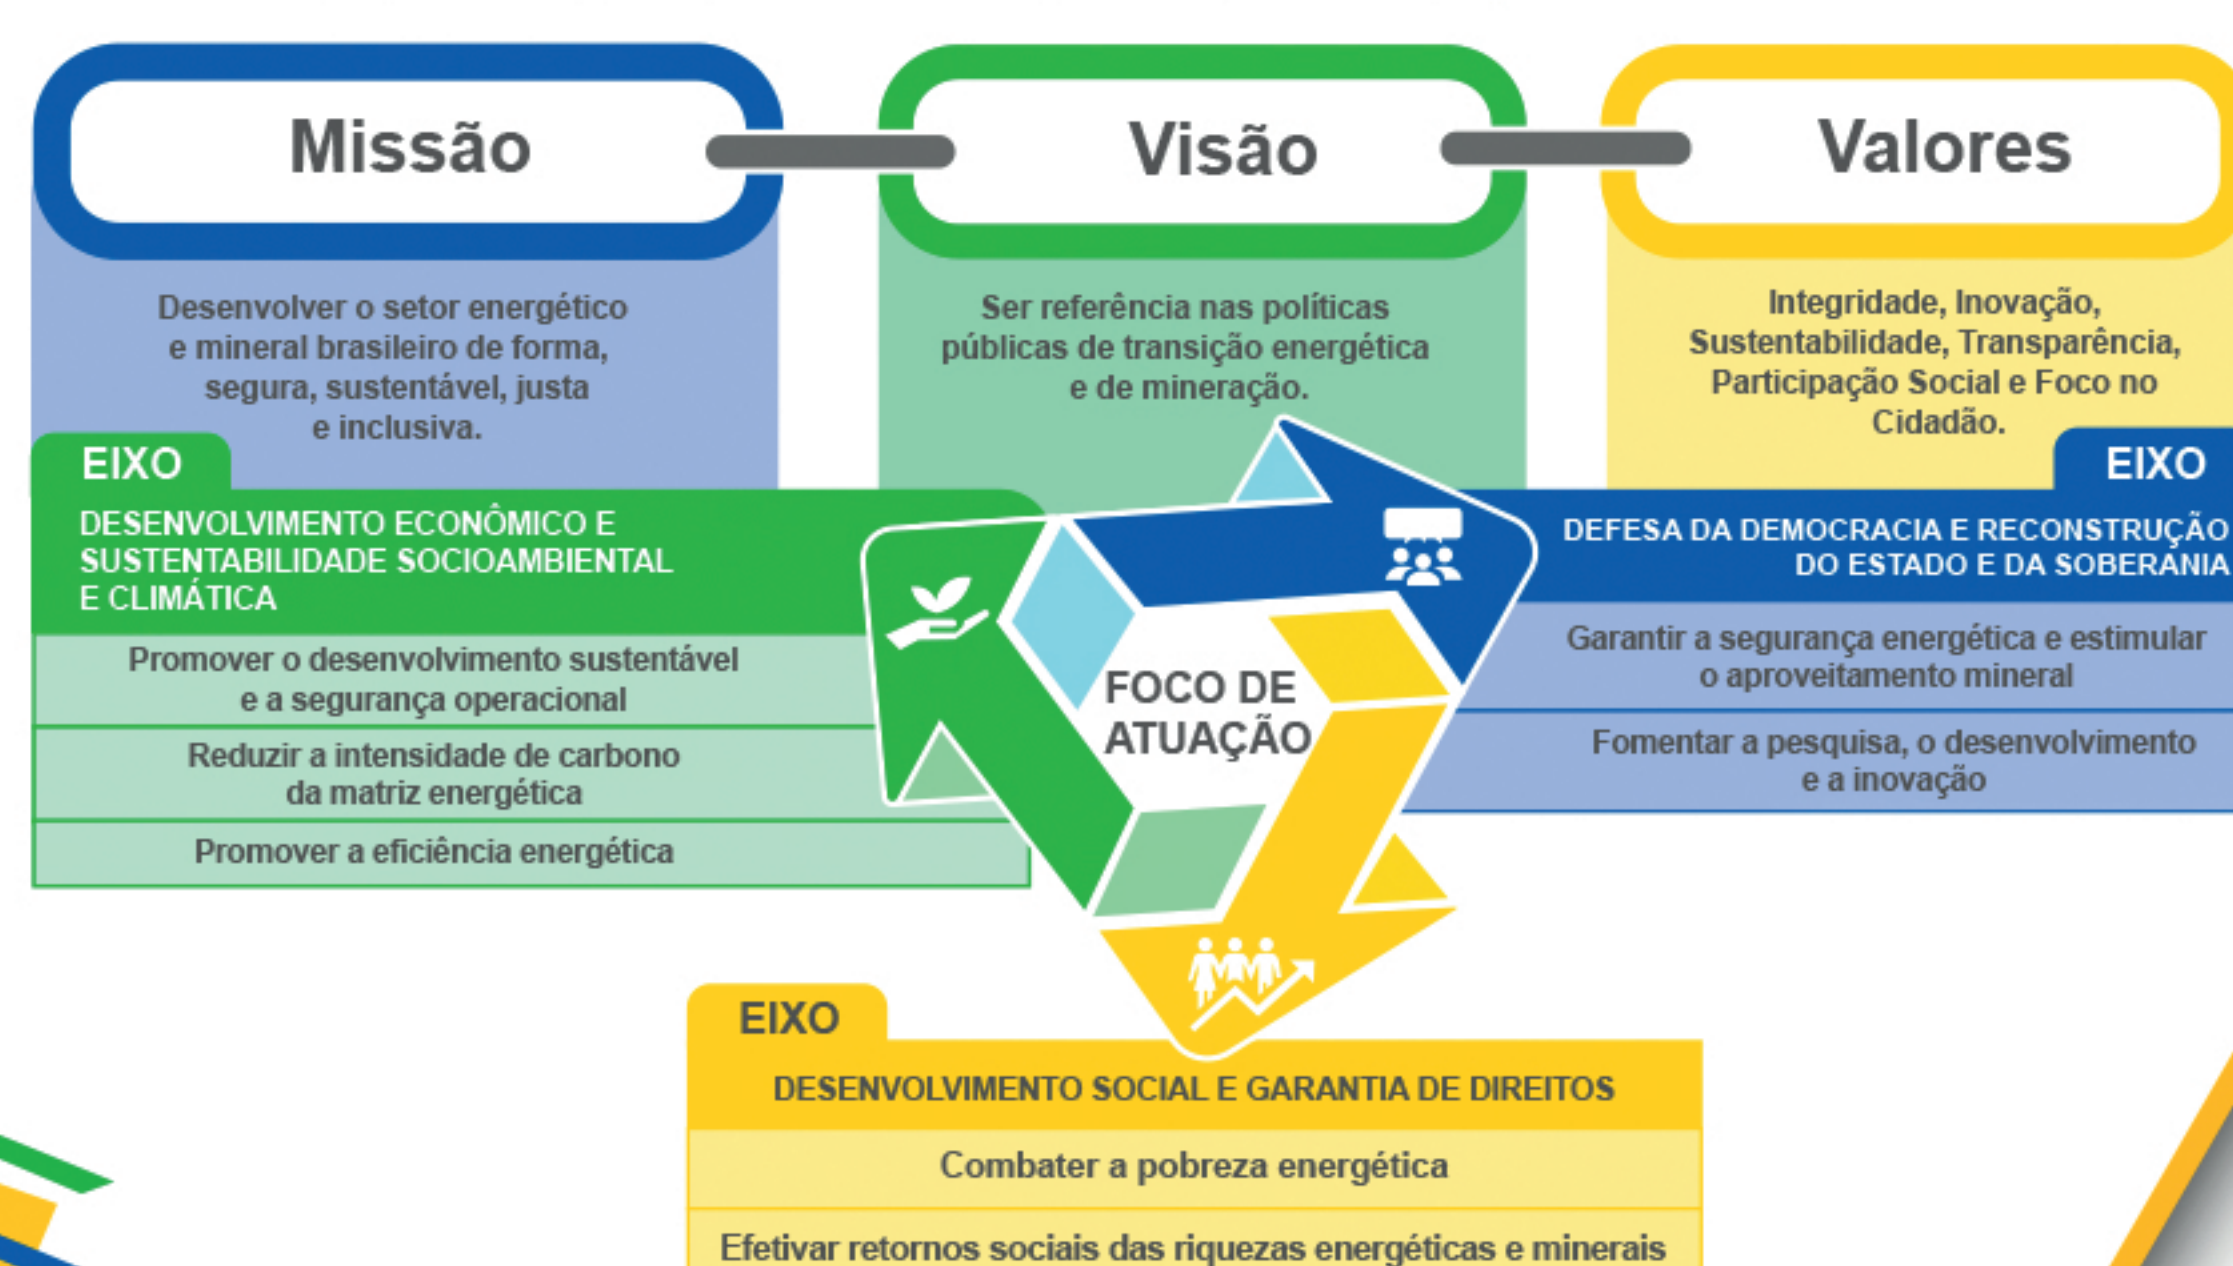 Missão
Desenvolver o setor energético
e mineral brasileiro de forma,
segura, sustentável, justa
e inclusiva.
Visão
Ser referência nas políticas
públicas de transição energética
e de mineração.
Valores
Integridade, Inovação,
Sustentabilidade, Transparência,
Participação Social e Foco no
Cidadão.
EIXO
DESENVOLVIMENTO ECONÔMICO E
SUSTENTABILIDADE SOCIOAMBIENTAL
E CLIMÁTICA
Promover o desenvolvimento sustentável
e a segurança operacional
Reduzir a intensidade de carbono
da matriz energética
Promover a eficiência energética
FOCO DE
ATUAÇÃO
EIXO
DEFESA DA DEMOCRACIA E RECONSTRUÇÃO
DO ESTADO E DA SOBERANIA
Garantir a segurança energética e estimular
o aproveitamento mineral
Fomentar a pesquisa, o desenvolvimento
e a inovação
EIXO
DESENVOLVIMENTO SOCIAL E GARANTIA DE DIREITOS
Combater a pobreza energética
Efetivar retornos sociais das riquezas energéticas e minerais